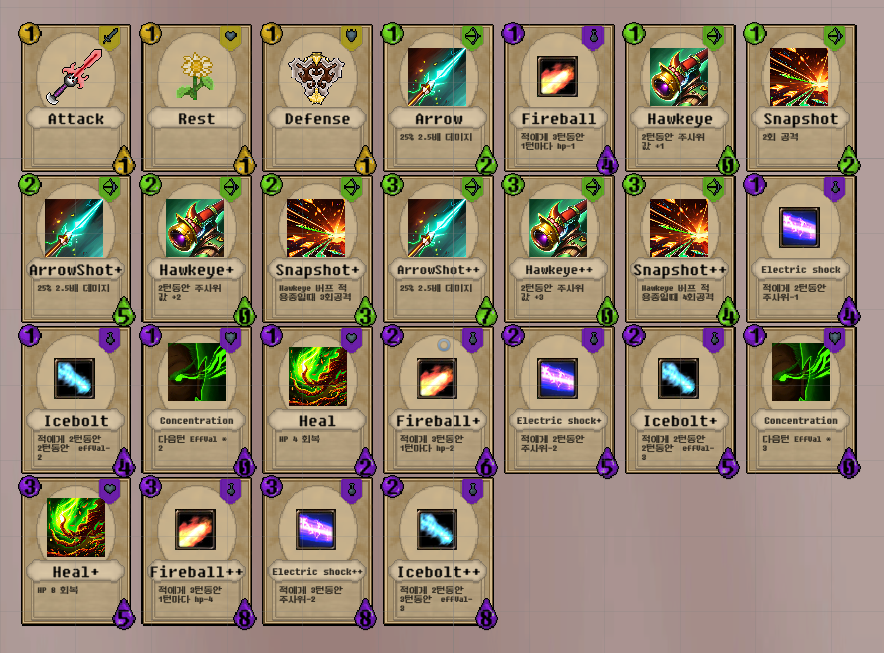 1
Attack
1
1
Rest
1
1
Defense
1
1
Arrow
25% 2.5배 데미지
2
1
Fireball
적에게 3턴동안
1턴마다 hp-1
4
1
Hawkeye
2턴동안 주사위
값 +1
0
1
Snapshot
2회 공격
2
2
ArrowShot+
25% 2.5배 데미지
5
2
Hawkeye+
2턴동안 주사위
값 +2
0
2
Snapshot+
Hawkeye 버프 적
용중일때 3회공격
3
3
ArrowShot++
25% 2.5배 데미지
7
3
Hawkeye++
2턴동안 주사위
값 +3
0
3
Snapshot++
Hawkeye 버프 적
용중일때 4회공격
4
1
Electric shock
적에게 2턴동안
주사위-1
4
1
Icebolt
적에게 2턴동안
2턴동안 effVal-
2
4
1
Concentration
다음턴 EffVal *
2
0
1
Heal
HP 4 회복
2
2
Fireball+
적에게 3턴동안
1턴마다 hp-2
6
2
Electric shock+
적에게 2턴동안
주사위-2
5
2
Icebolt+
적에게 2턴동안
2턴동안 effVal-
3
5
1
Concentration
다음턴 EffVal *
3
0
3
Heal+
HP 8 회복
5
3
Fireball++
적에게 3턴동안
1턴마다 hp-4
8
3
Electric shock++
적에게 3턴동안
주사위-2
8
2
Icebolt++
적에게 2턴동안
3턴동안 effVal-
3
8